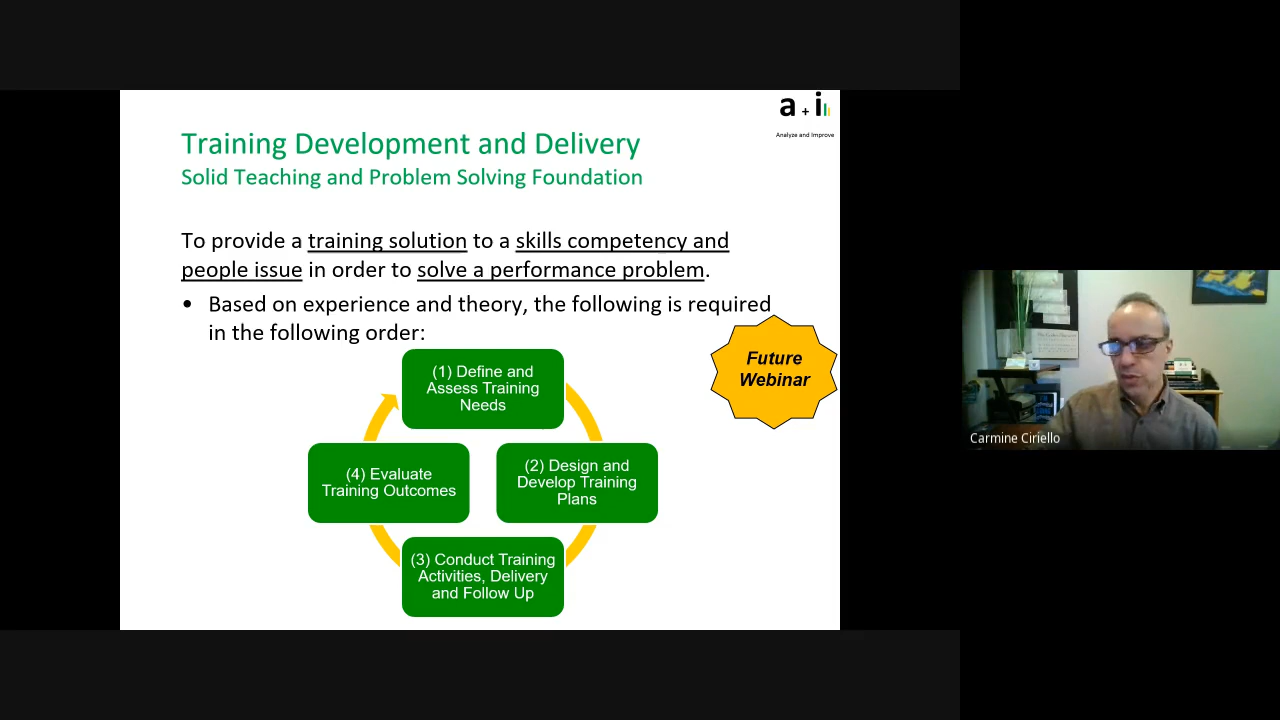 a + i
Analyze and Improve
Training Development and Delivery
Solid Teaching and Problem Solving Foundation
To provide a training solution to a skills competency and
people issue in order to solve a performance problem.
• Based on experience and theory, the following is required
in the following order:
Future
Webinar
(1) Define and
Assess Training
Needs
(2) Design and
Develop Training
Plans
(3) Conduct Training
Activities, Delivery
and Follow Up
(4) Evaluate
Training Outcomes
Carmine Ciriello